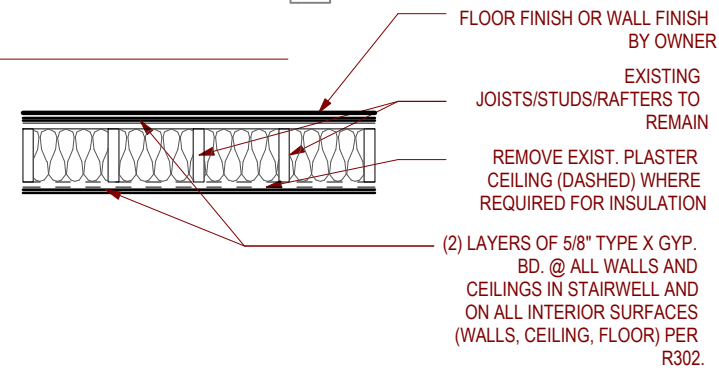 FLOOR FINISH OR WALL FINISH
BY OWNER
EXISTING
JOISTS/STUDS/RAFTERS TO
REMAIN
REMOVE EXIST. PLASTER
CEILING (DASHED) WHERE
REQUIRED FOR INSULATION
(2) LAYERS OF 5/8" TYPE X GYP.
BD. @ ALL WALLS AND
CEILINGS IN STAIRWELL AND
ON ALL INTERIOR SURFACES
(WALLS, CEILING, FLOOR) PER
R302.